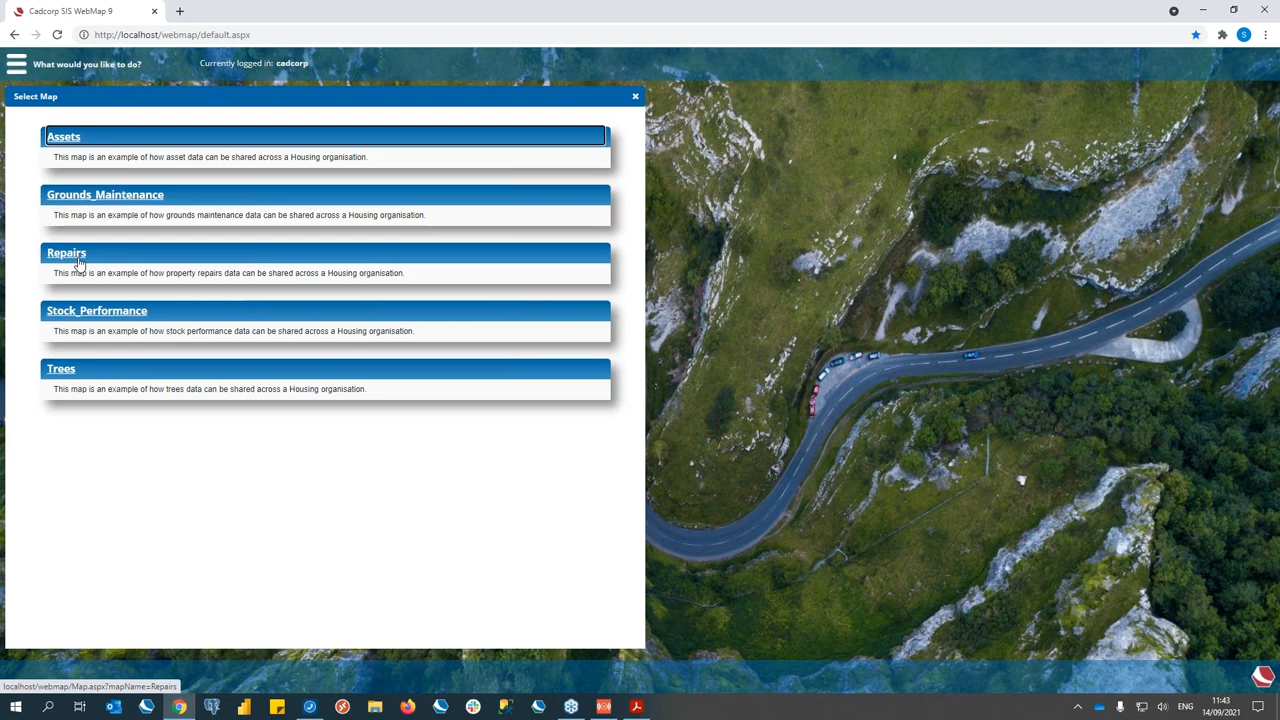 Cadcorp SIS WebMap 9
http://localhost/webmap/default.aspx
S
What would you like to do?
Currently logged in: cadcorp
Select Map
Assets
This map is an example of how asset data can be shared across a Housing organisation.
Grounds_Maintenance
This map is an example of how grounds maintenance data can be shared across a Housing organisation.
Repairs
This map is an example of how property repairs data can be shared across a Housing organisation.
Stock_Performance
This map is an example of how stock performance data can be shared across a Housing organisation.
Trees
This map is an example of how trees data can be shared across a Housing organisation.
localhost/webmap/Map.aspx?mapName=Repairs
ENG
11:43
14/09/2021